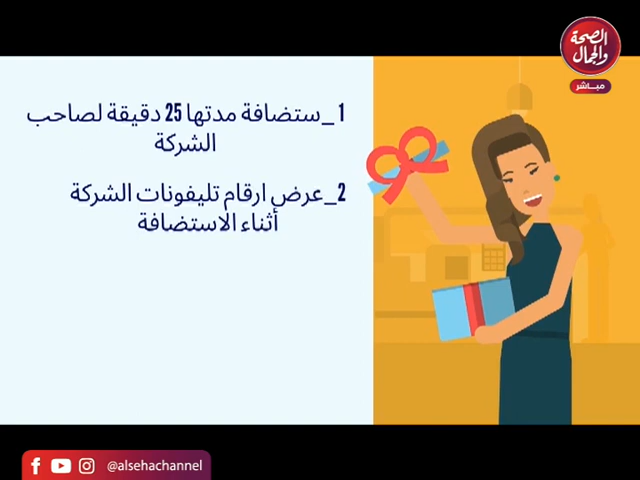 الصحة
والجمال
مباشر
1_ستضافة مدتها 25 دقيقة لصاحب
الشركة
2_عرض ارقام تليفونات الشركة
أثناء الاستضافة
@alsehachannel